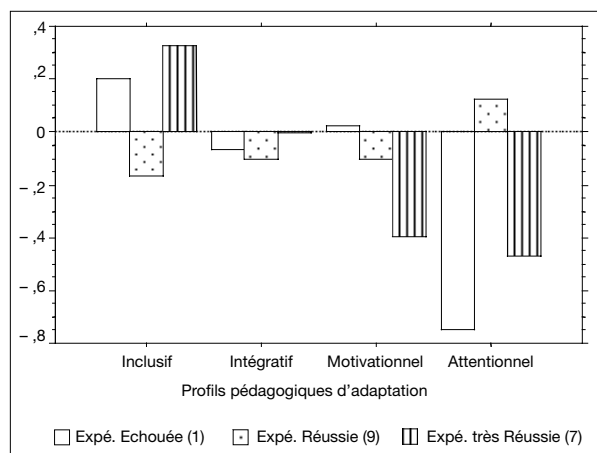 ,4
,2
0
– ,2
– ,4
– ,6
– ,8
Inclusif Intégratif Motivationnel Attentionnel
Profils pédagogiques d’adaptation
Expé. Echouée (1) Expé. Réussie (9) Expé. très Réussie (7)